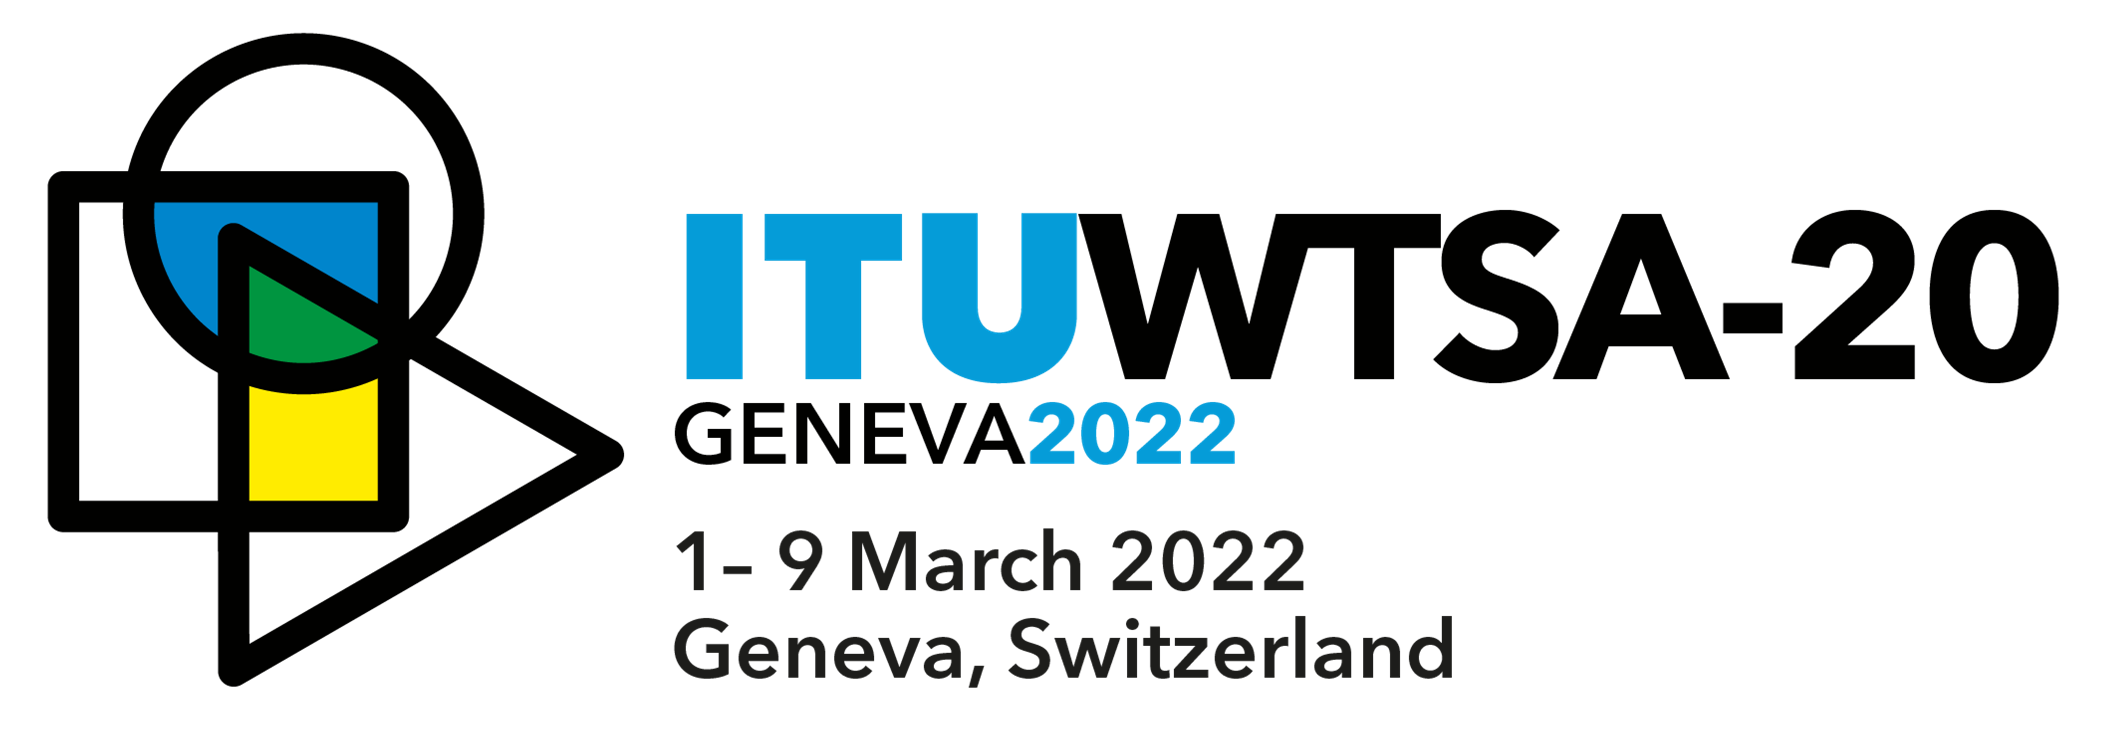 ITUWTSA-20
GENEVA2022
1– 9 March 2022
Geneva, Switzerland